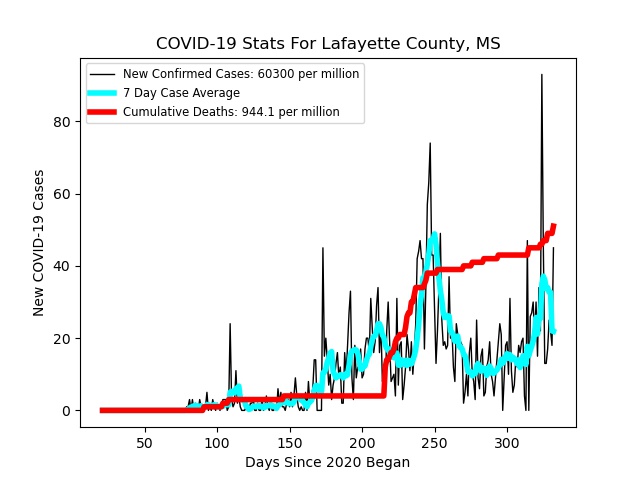 COVID-19 Stats For Lafayette County, MS
New Confirmed Cases: 60300 per million
7 Day Case Average
Cumulative Deaths: 944.1 per million
80
60
40
20
0
New COVID-19 Cases
50 100 150 200 250 300
Days Since 2020 Began